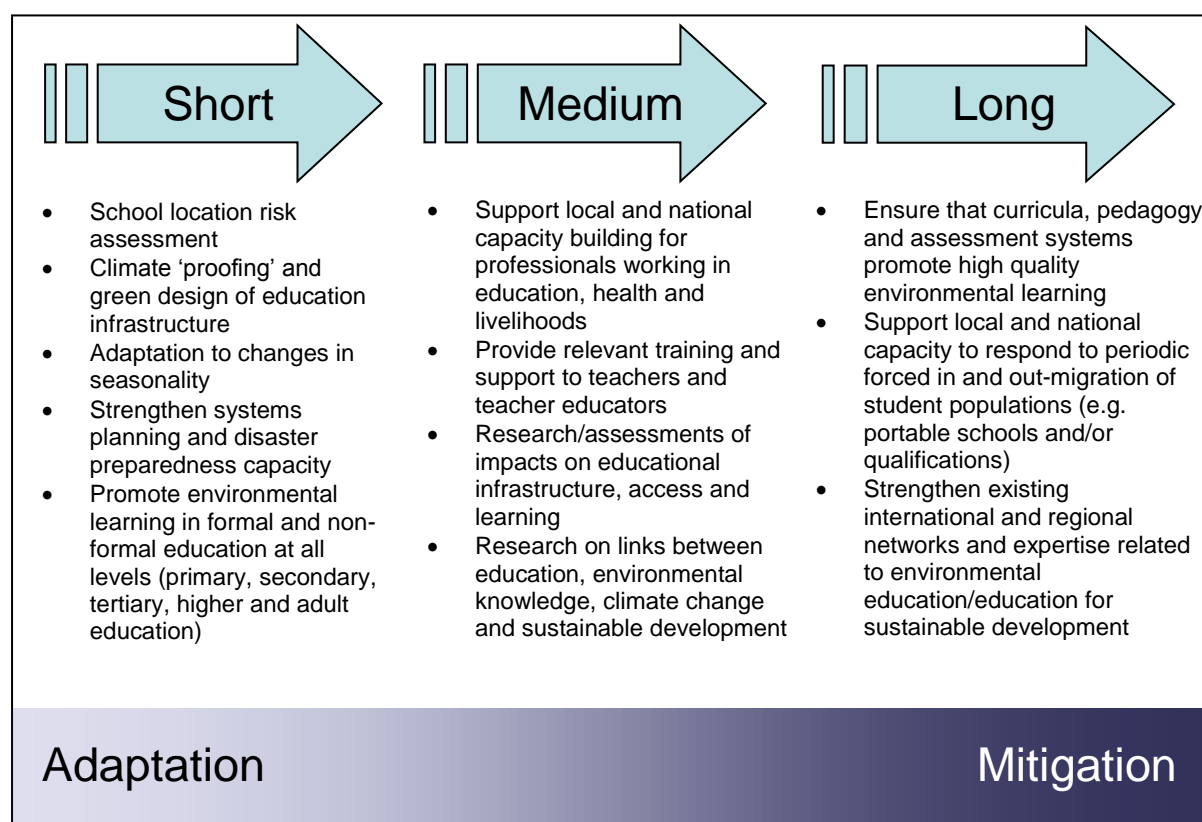 Short
• School location risk
assessment
• Climate ‘proofing’ and
green design of education
infrastructure
• Adaptation to changes in
seasonality
• Strengthen systems
planning and disaster
preparedness capacity
• Promote environmental
learning in formal and non-
formal education at all
levels (primary, secondary,
tertiary, higher and adult
education)
Medium
• Support local and national
capacity building for
professionals working in
education, health and
livelihoods
• Provide relevant training and
support to teachers and
teacher educators
• Research/assessments of
impacts on educational
infrastructure, access and
learning
• Research on links between
education, environmental
knowledge, climate change
and sustainable development
Long
• Ensure that curricula, pedagogy
and assessment systems
promote high quality
environmental learning
• Support local and national
capacity to respond to periodic
forced in and out-migration of
student populations (e.g.
portable schools and/or
qualifications)
• Strengthen existing
international and regional
networks and expertise related
to environmental
education/education for
sustainable development
Adaptation
Mitigation